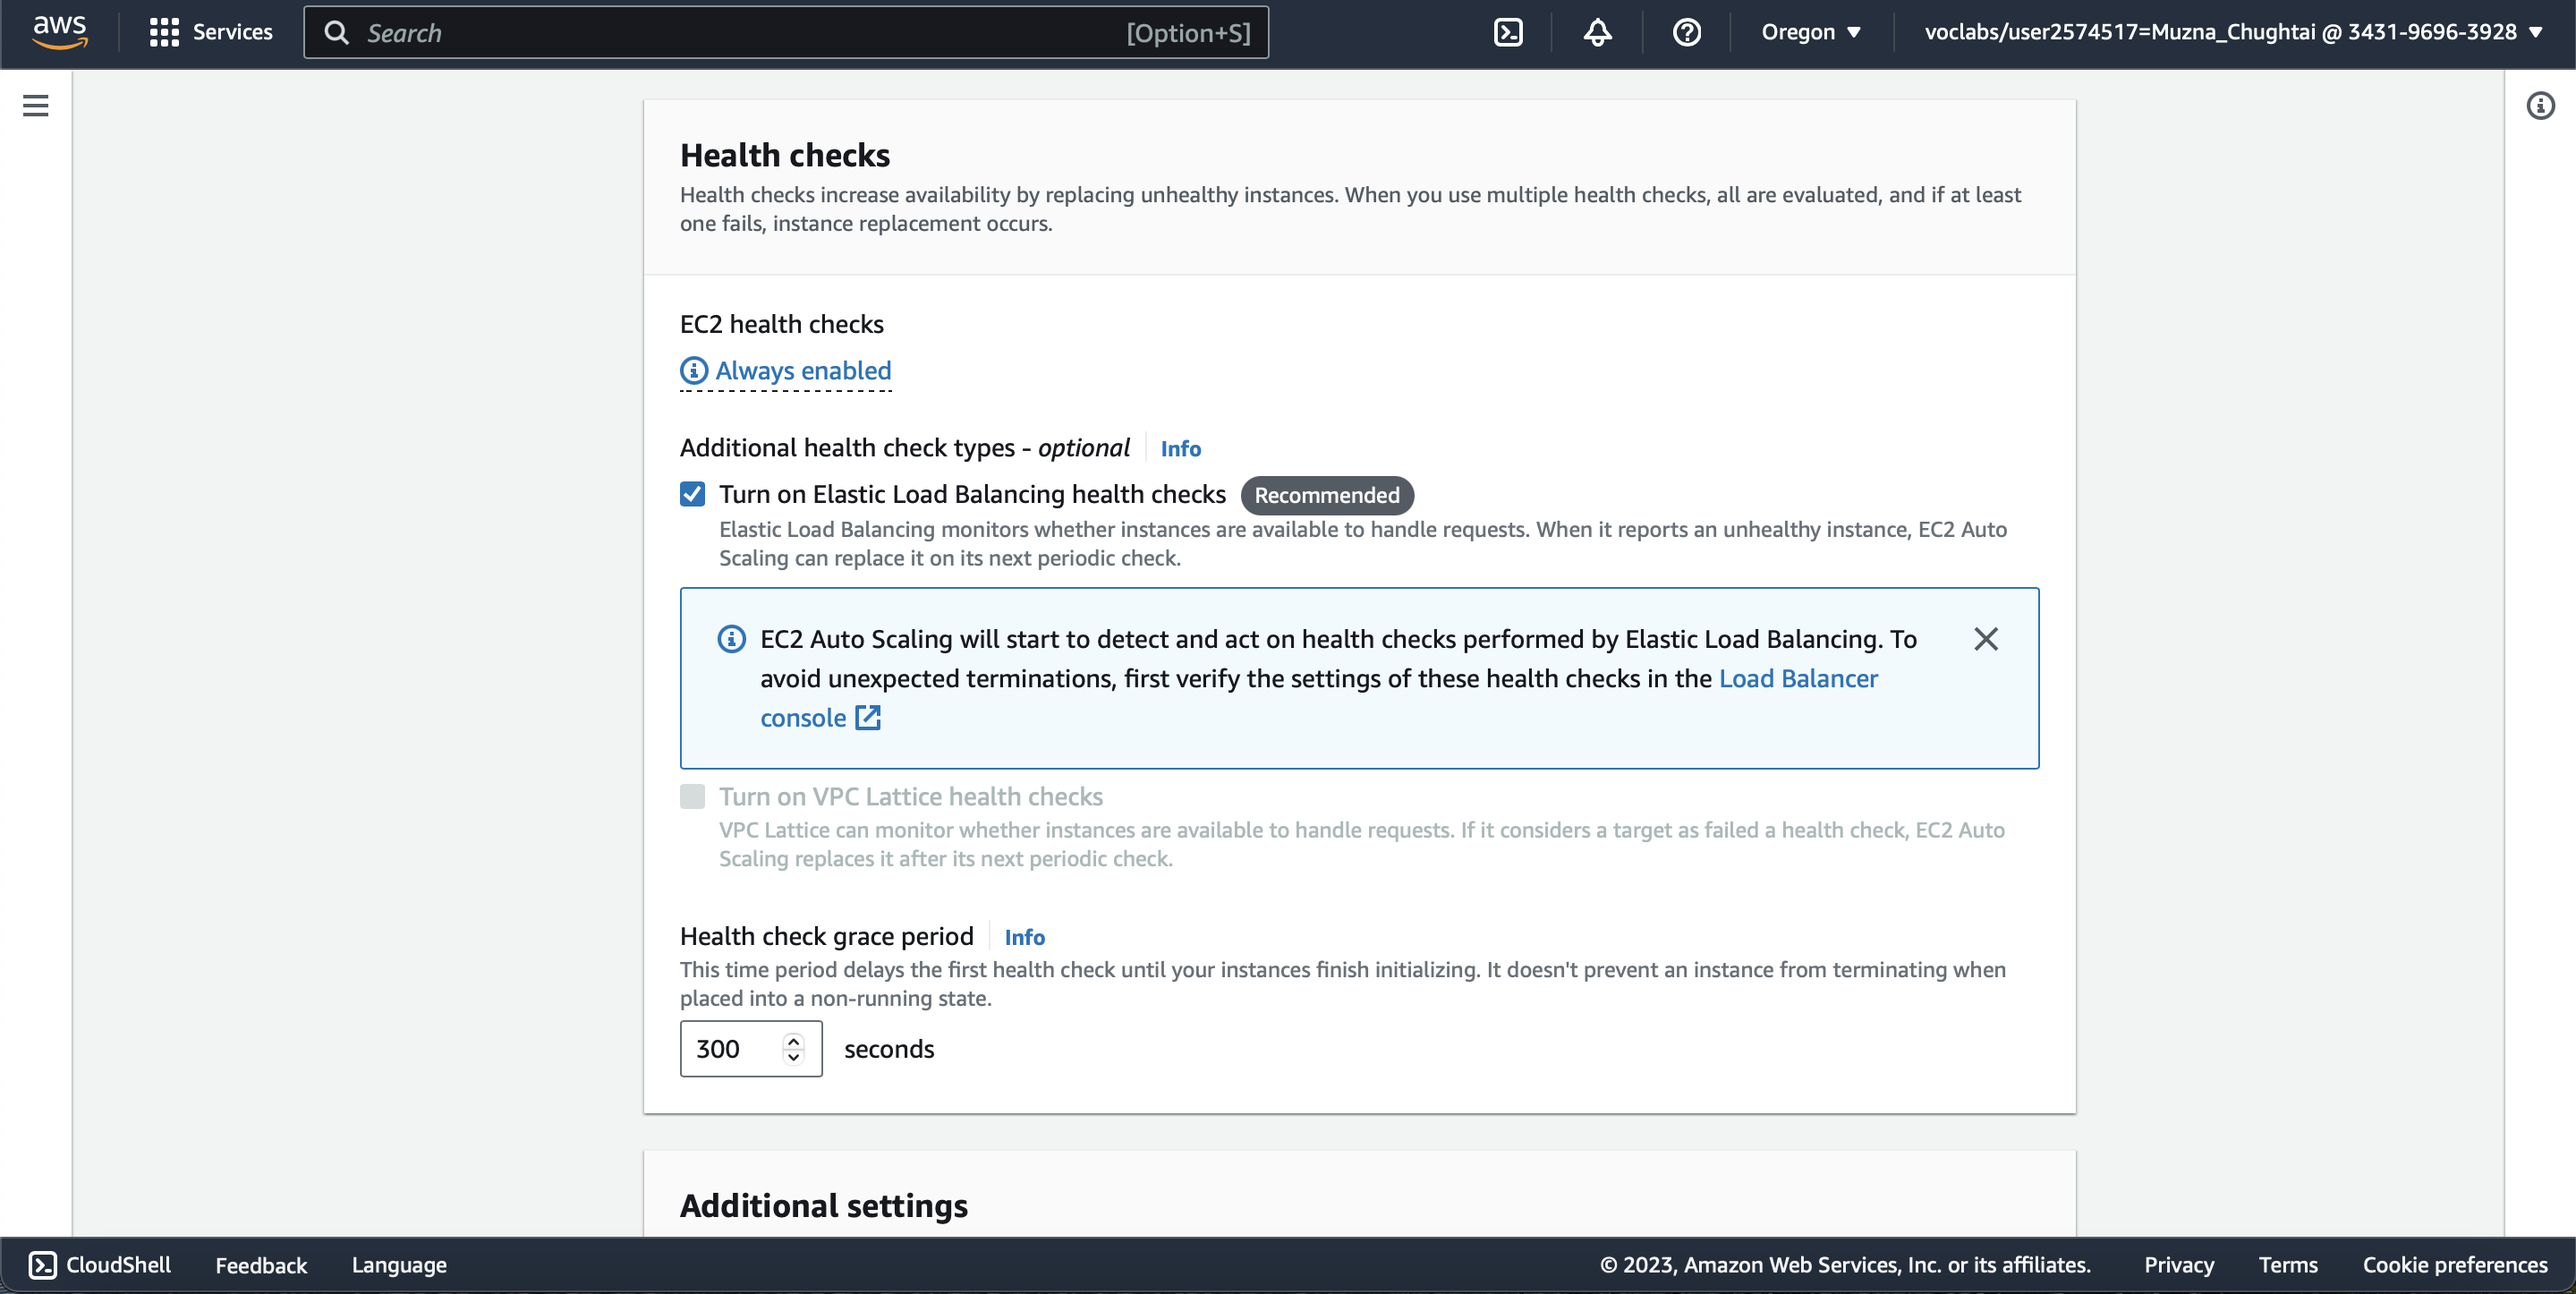 aws
Services
Search
[Option+S]
Oregon
voclabs/user2574517=Muzna_Chughtai @ 3431-9696-3928
Health checks
Health checks increase availability by replacing unhealthy instances. When you use multiple health checks, all are evaluated, and if at least
one fails, instance replacement occurs.
EC2 health checks
Always enabled
Additional health check types - optional
Info
Turn on Elastic Load Balancing health checks
Recommended
Elastic Load Balancing monitors whether instances are available to handle requests. When it reports an unhealthy instance, EC2 Auto
Scaling can replace it on its next periodic check.
EC2 Auto Scaling will start to detect and act on health checks performed by Elastic Load Balancing. To
avoid unexpected terminations, first verify the settings of these health checks in the Load Balancer
console
Turn on VPC Lattice health checks
VPC Lattice can monitor whether instances are available to handle requests. If it considers a target as failed a health check, EC2 Auto
Scaling replaces it after its next periodic check.
Health check grace period
Info
This time period delays the first health check until your instances finish initializing. It doesn't prevent an instance from terminating when
placed into a non-running state.
300
seconds
Additional settings
CloudShell
Feedback
Language
© 2023, Amazon Web Services, Inc. or its affiliates.
Privacy
Terms
Cookie preferences